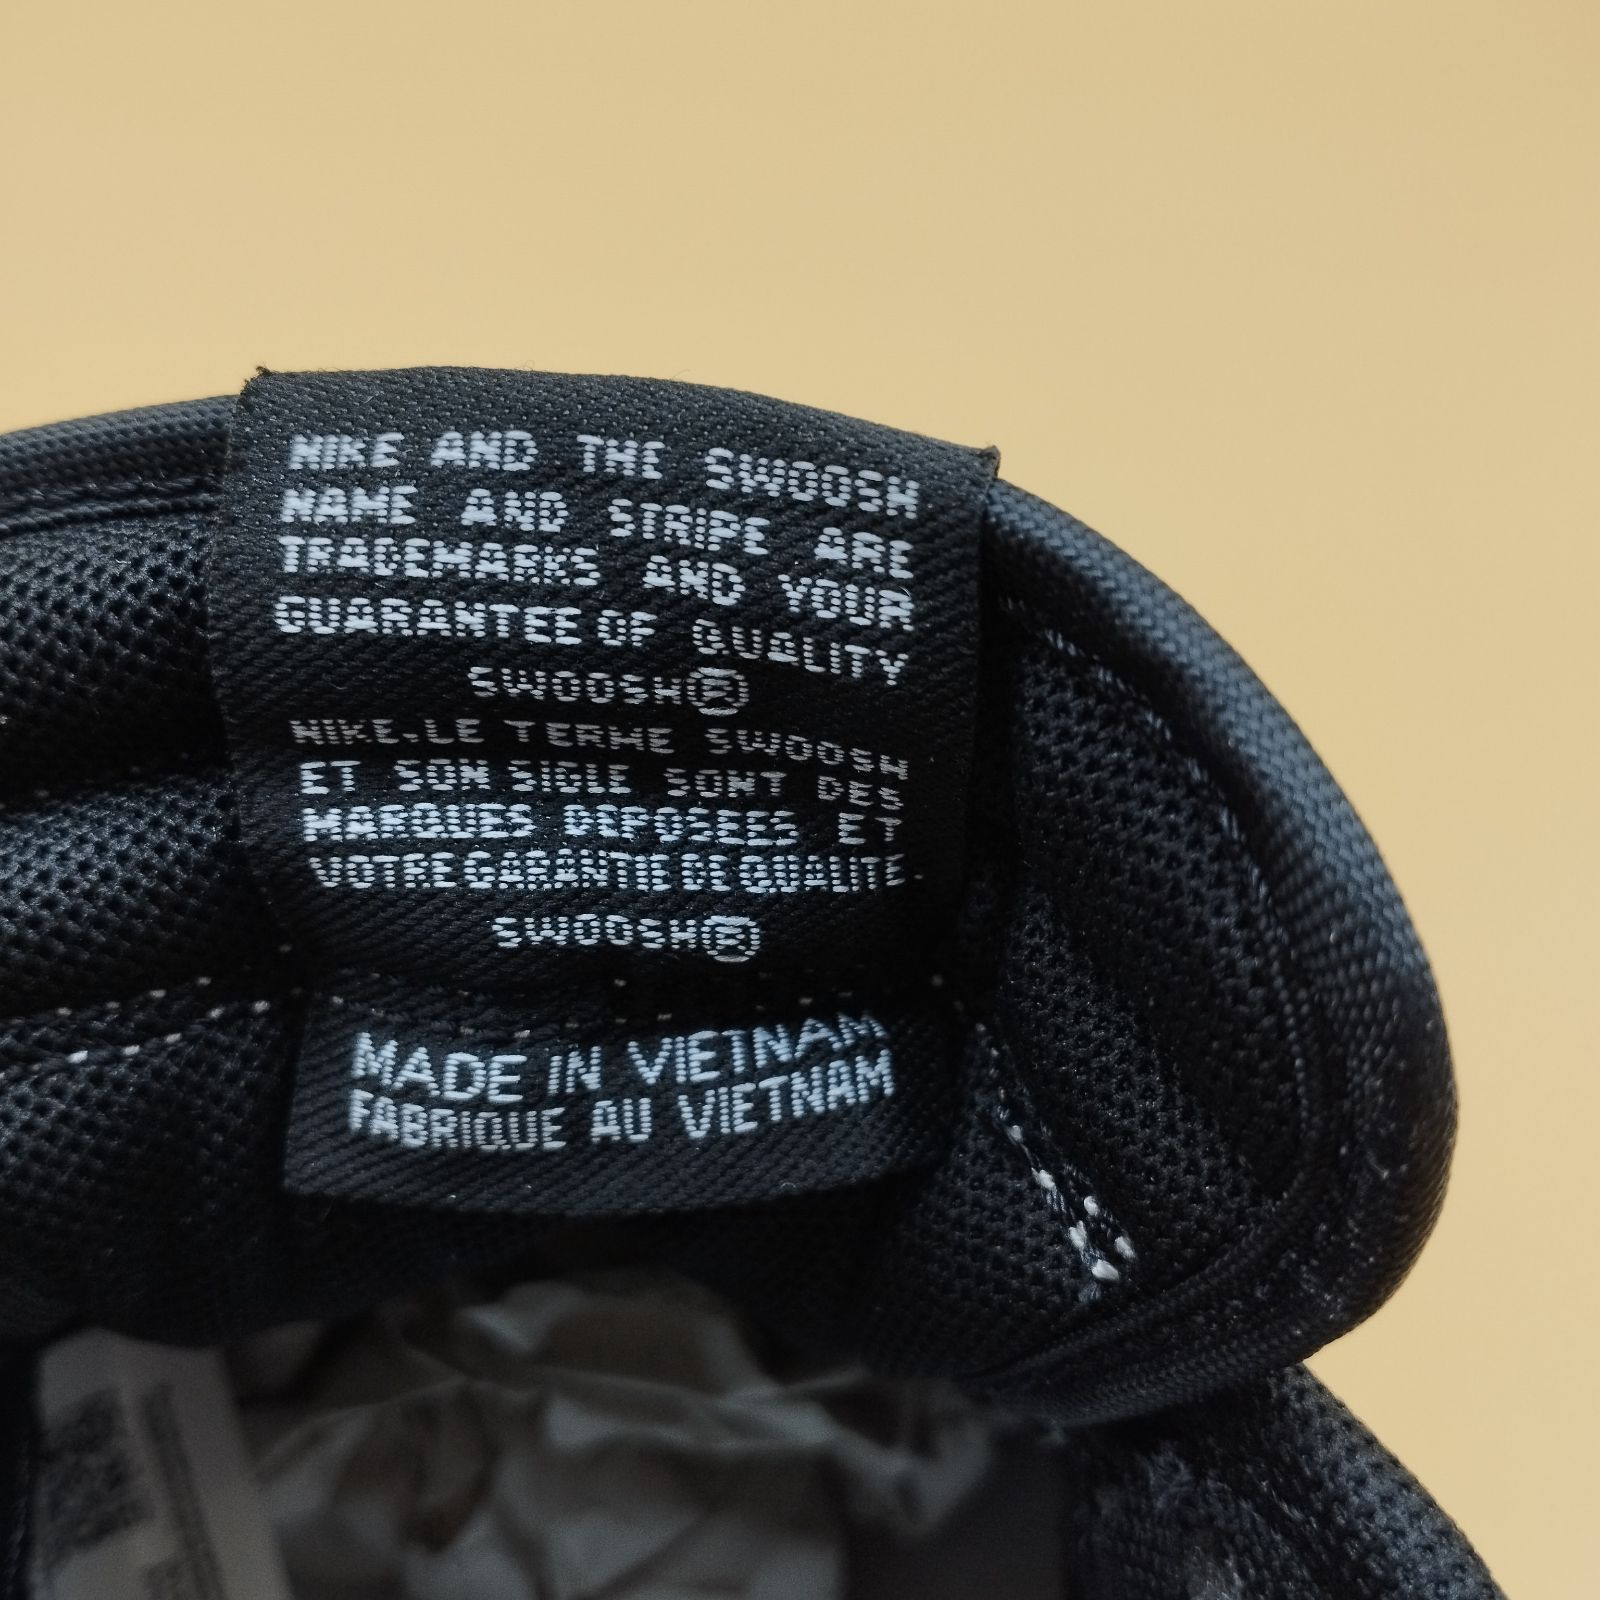 NIKE AND THE SWOOSH
NAME AND STRIPE ARE
TRADEMARKS AND YOUR
GUARANTEE OF QUALITY
SWOOSH®
NIKE.LE TERME SWOOSH
ET SON SIGLE SONT DES
MARQUES DEPOSEES ET
VOTRE GARANTIE DE QUALITE.
SWOOSH®
MADE IN VIETNAM
FABRIQUE AU VIETNAM